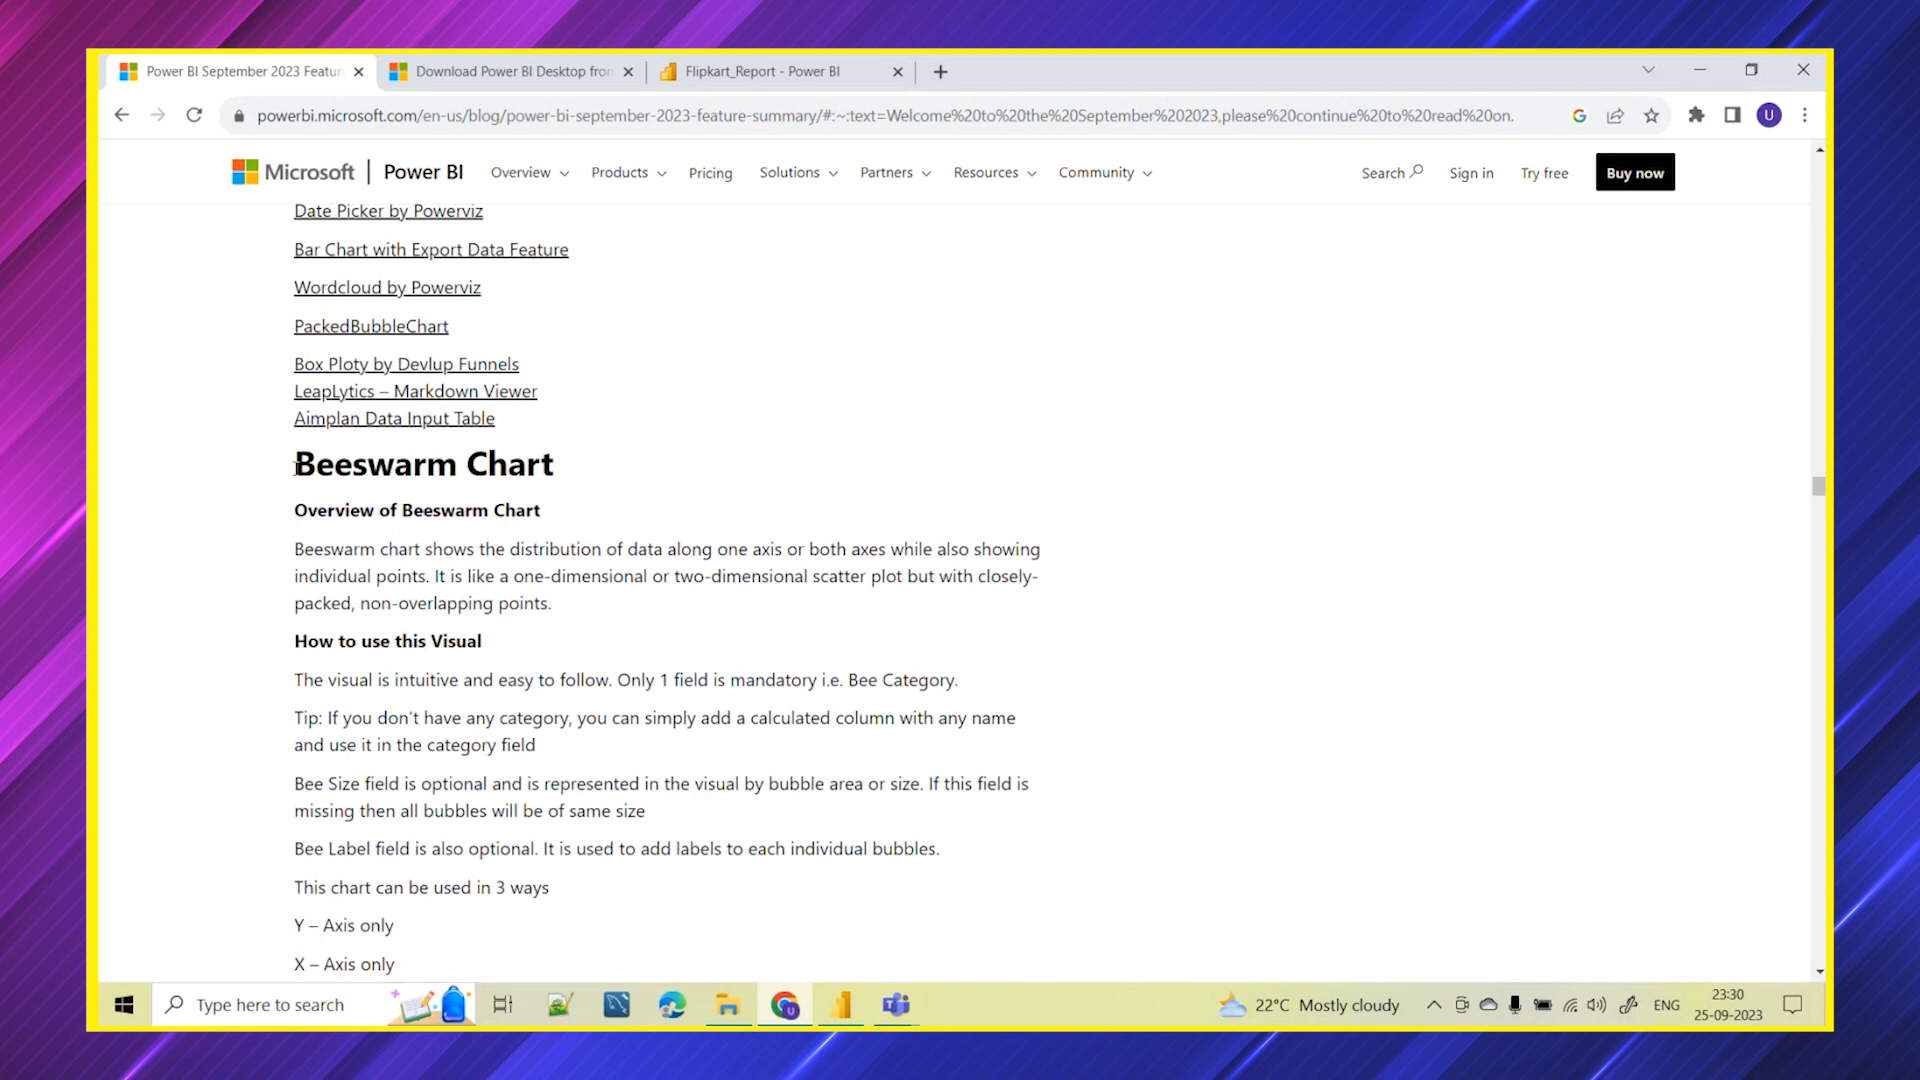 Power BI September 2023 Featur
Download Power BI Desktop fron
Flipkart_Report - Power BI
powerbi.microsoft.com/en-us/blog/power-bi-september-2023-feature-summary/#:~:text=Welcome%20to%20the%20September%202023,please%20continue%20to%20read%20on.
U
Microsoft | Power BI Overview Products Pricing Solutions Partners Resources Community Search Sign in Try free Buy now
Date Picker by Powerviz
Bar Chart with Export Data Feature
Wordcloud by Powerviz
PackedBubbleChart
Box Ploty by Devlup Funnels
LeapLytics – Markdown Viewer
Aimplan Data Input Table
Beeswarm Chart
Overview of Beeswarm Chart
Beeswarm chart shows the distribution of data along one axis or both axes while also showing
individual points. It is like a one-dimensional or two-dimensional scatter plot but with closely-
packed, non-overlapping points.
How to use this Visual
The visual is intuitive and easy to follow. Only 1 field is mandatory i.e. Bee Category.
Tip: If you don't have any category, you can simply add a calculated column with any name
and use it in the category field
Bee Size field is optional and is represented in the visual by bubble area or size. If this field is
missing then all bubbles will be of same size
Bee Label field is also optional. It is used to add labels to each individual bubbles.
This chart can be used in 3 ways
Y – Axis only
X – Axis only
Type here to search
22°C Mostly cloudy
ENG
23:30
25-09-2023